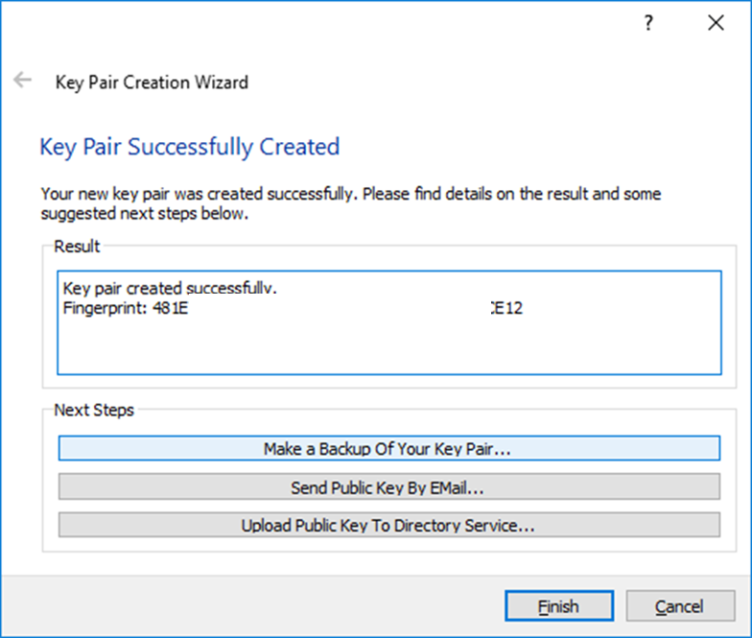 ?
Key Pair Creation Wizard
Key Pair Successfully Created
Your new key pair was created successfully. Please find details on the result and some
suggested next steps below.
Result
Key pair created successfully.
Fingerprint: 481E CE12
Next Steps
Make a Backup Of Your Key Pair...
Send Public Key By EMail...
Upload Public Key To Directory Service...
Finish Cancel